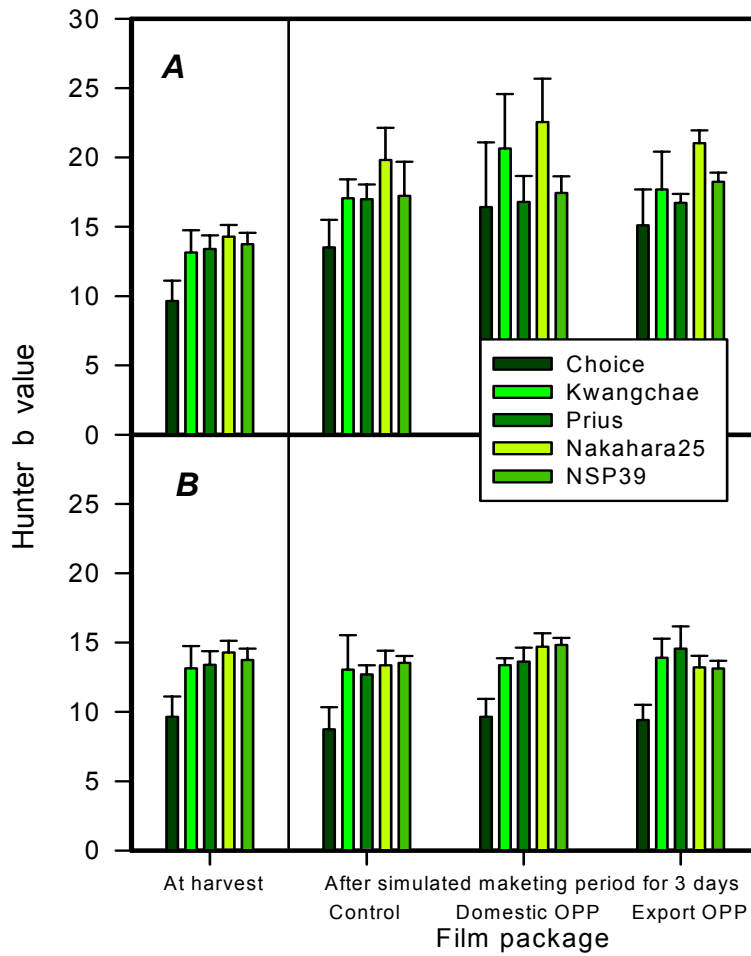 30
A
25
20
15
10
5
0
Hunter b value
Choice
Kwangchae
Prius
Nakahara25
NSP39
B
25
20
15
10
5
0
At harvest
After simulated maketing period for 3 days
Control
Domestic OPP
Export OPP
Film package